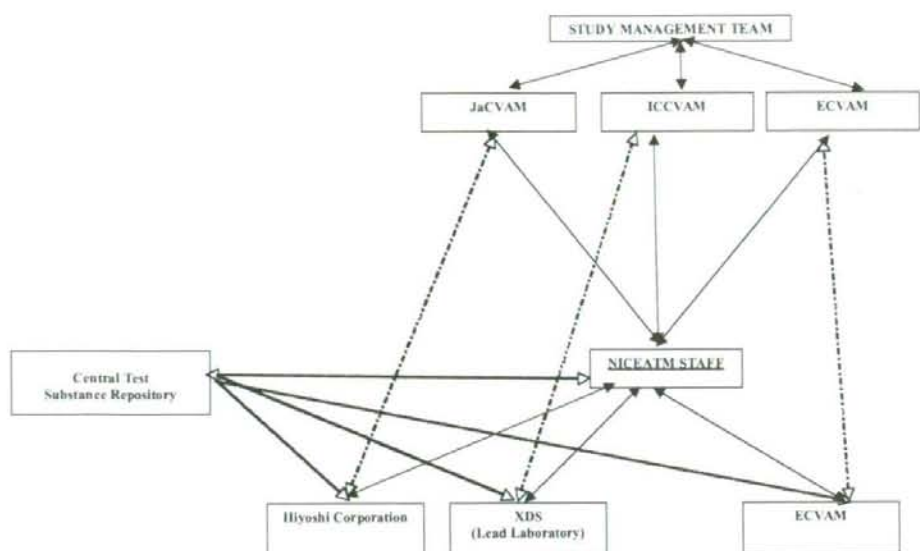 STUDY MANAGEMENT TEAM
JaCVAM
ICCVAM
ECVAM
NICEATM STAFF
Central Test
Substance Repository
Hiyoshi Corporation
XDS
(Lead Laboratory)
ECVAM